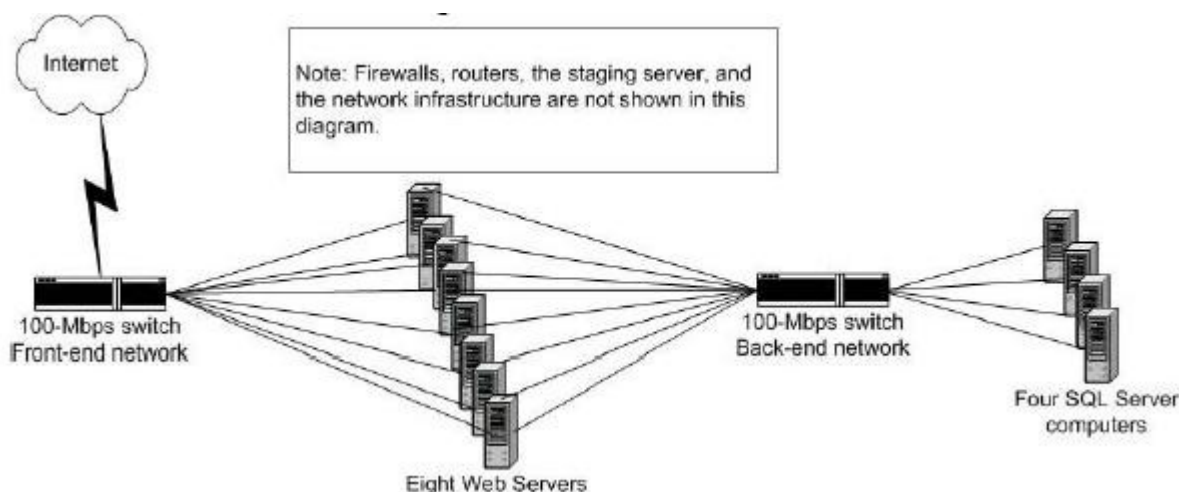 Internet
Note: Firewalls, routers, the staging server, and
the network infrastructure are not shown in this
diagram.
100-Mbps switch
Front-end network
100-Mbps switch
Back-end network
Four SQL Server
computers
Eight Web Servers